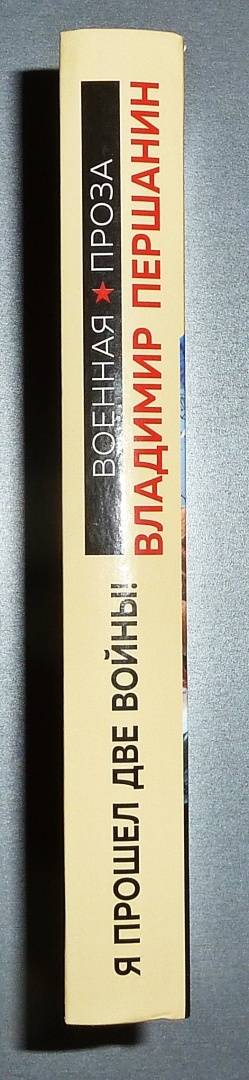 ВОЕННАЯ ★ ПРОЗА
ВЛАДИМИР ПЕРШАНИН
Я ПРОШЕЛ ДВЕ ВОЙНЫ!